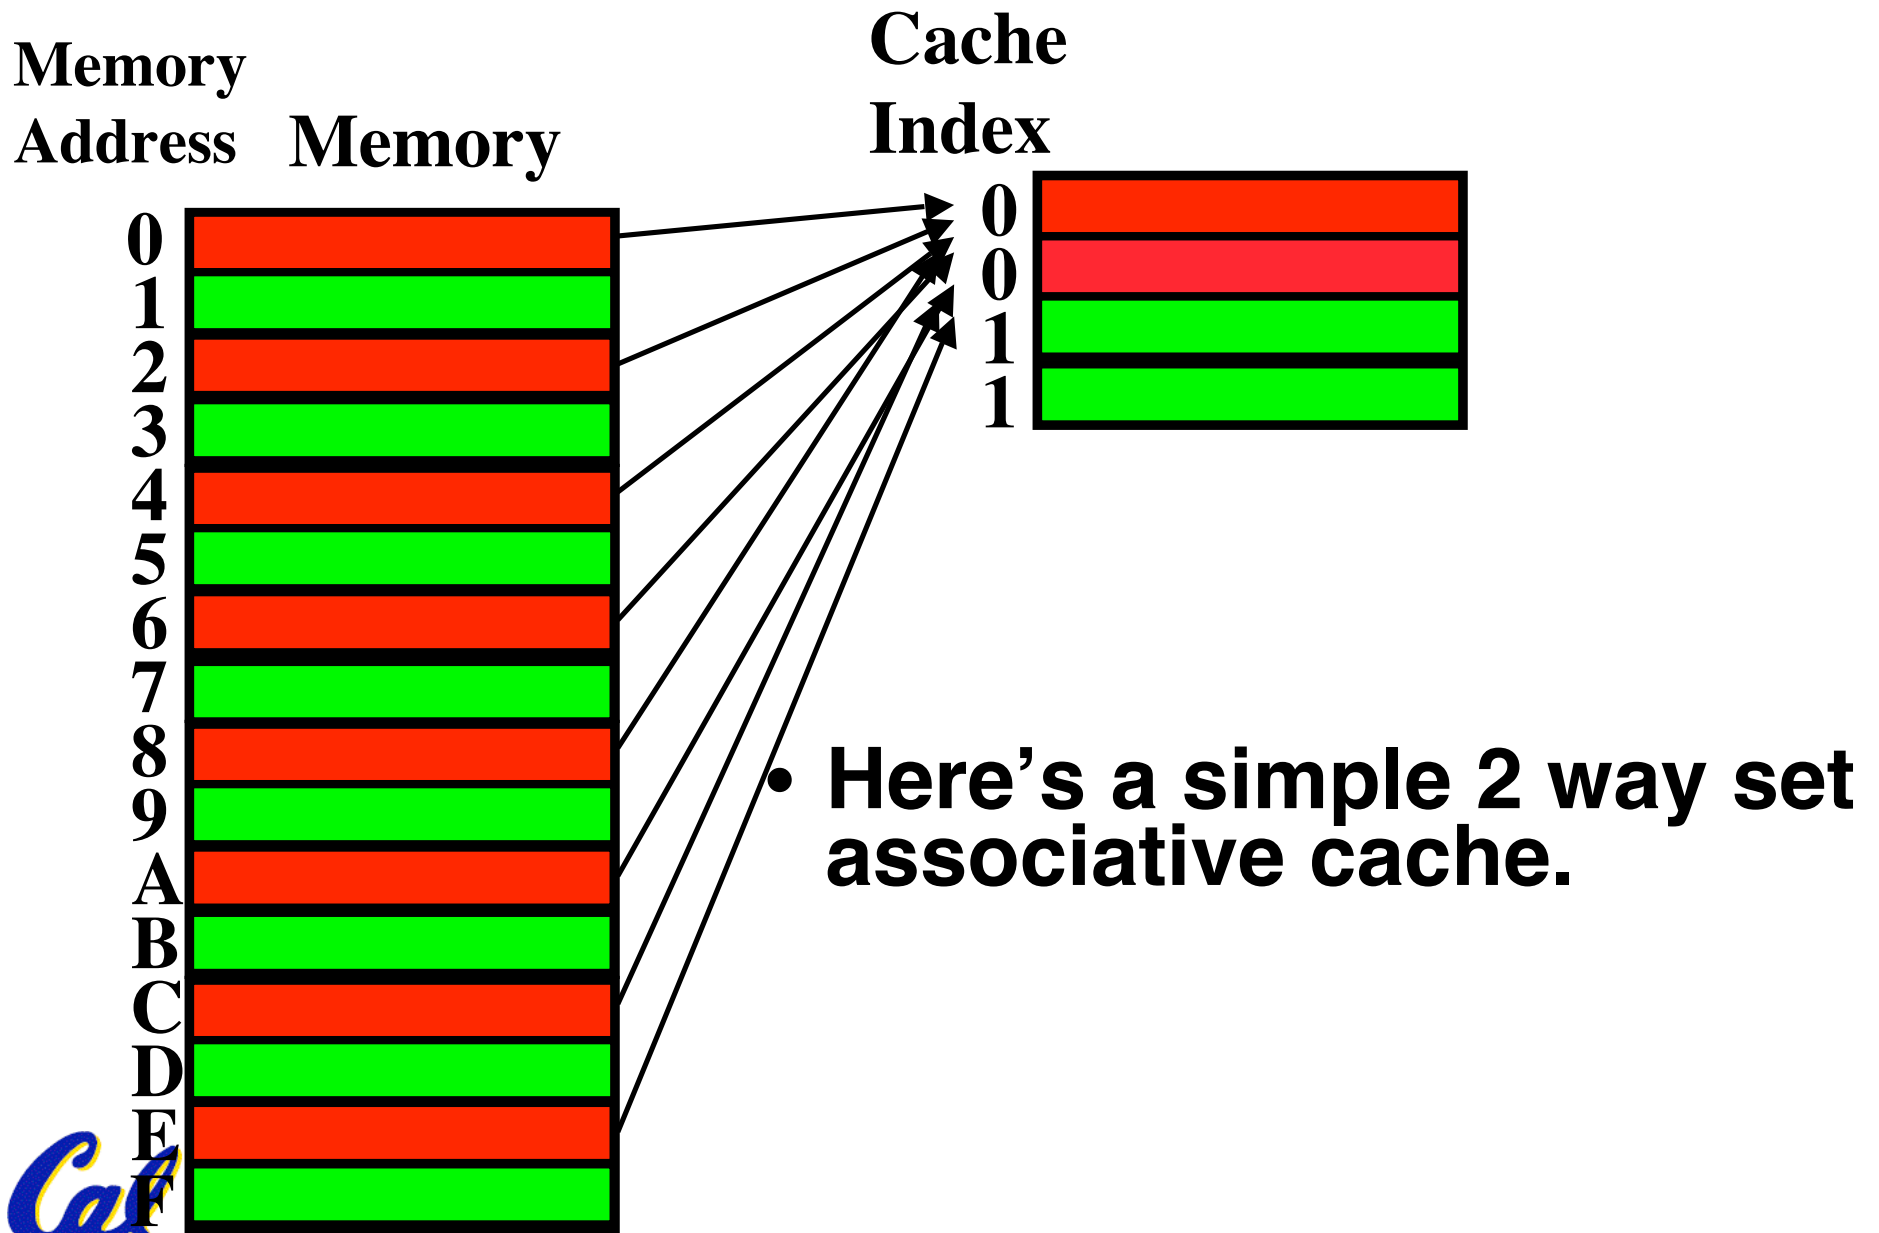 Memory
Address
Memory
Cache
Index
0
1
2
3
4
5
6
7
8
9
A
B
C
D
E
F
0
0
1
1
• Here’s a simple 2 way set
associative cache.
Cal